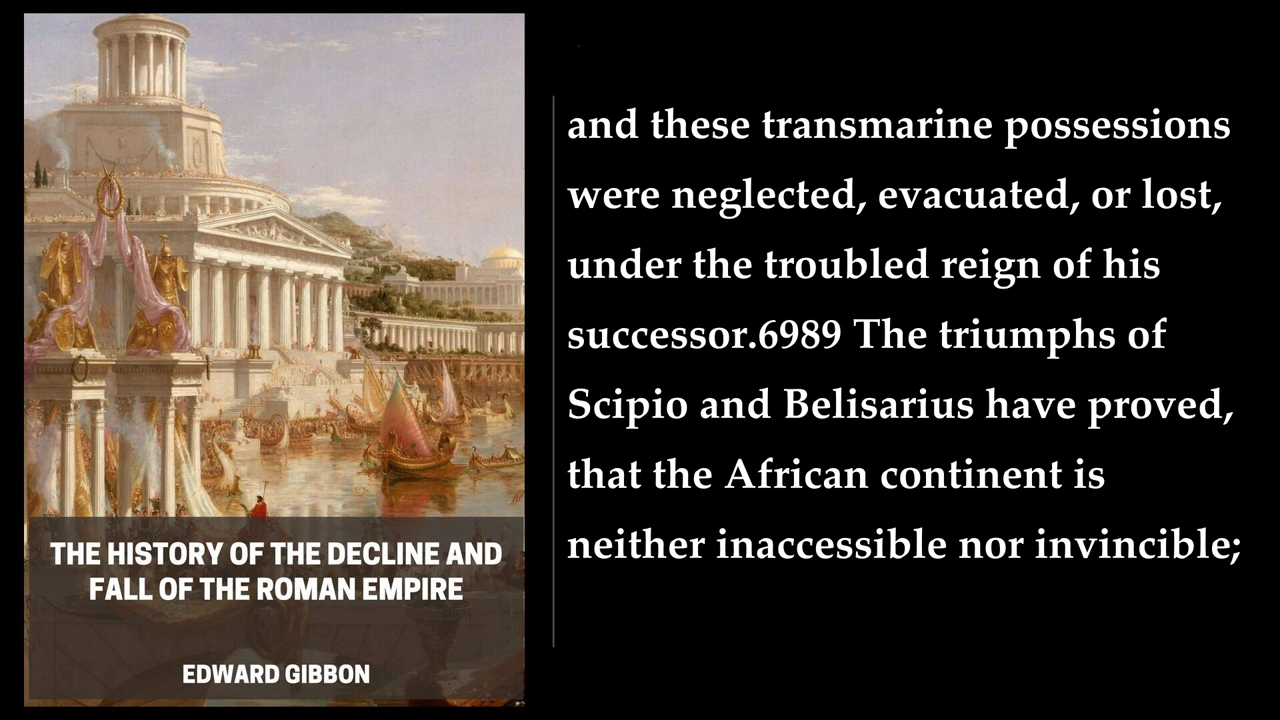 THE HISTORY OF THE DECLINE AND
FALL OF THE ROMAN EMPIRE
EDWARD GIBBON
and these transmarine possessions
were neglected, evacuated, or lost,
under the troubled reign of his
successor.6989 The triumphs of
Scipio and Belisarius have proved,
that the African continent is
neither inaccessible nor invincible;